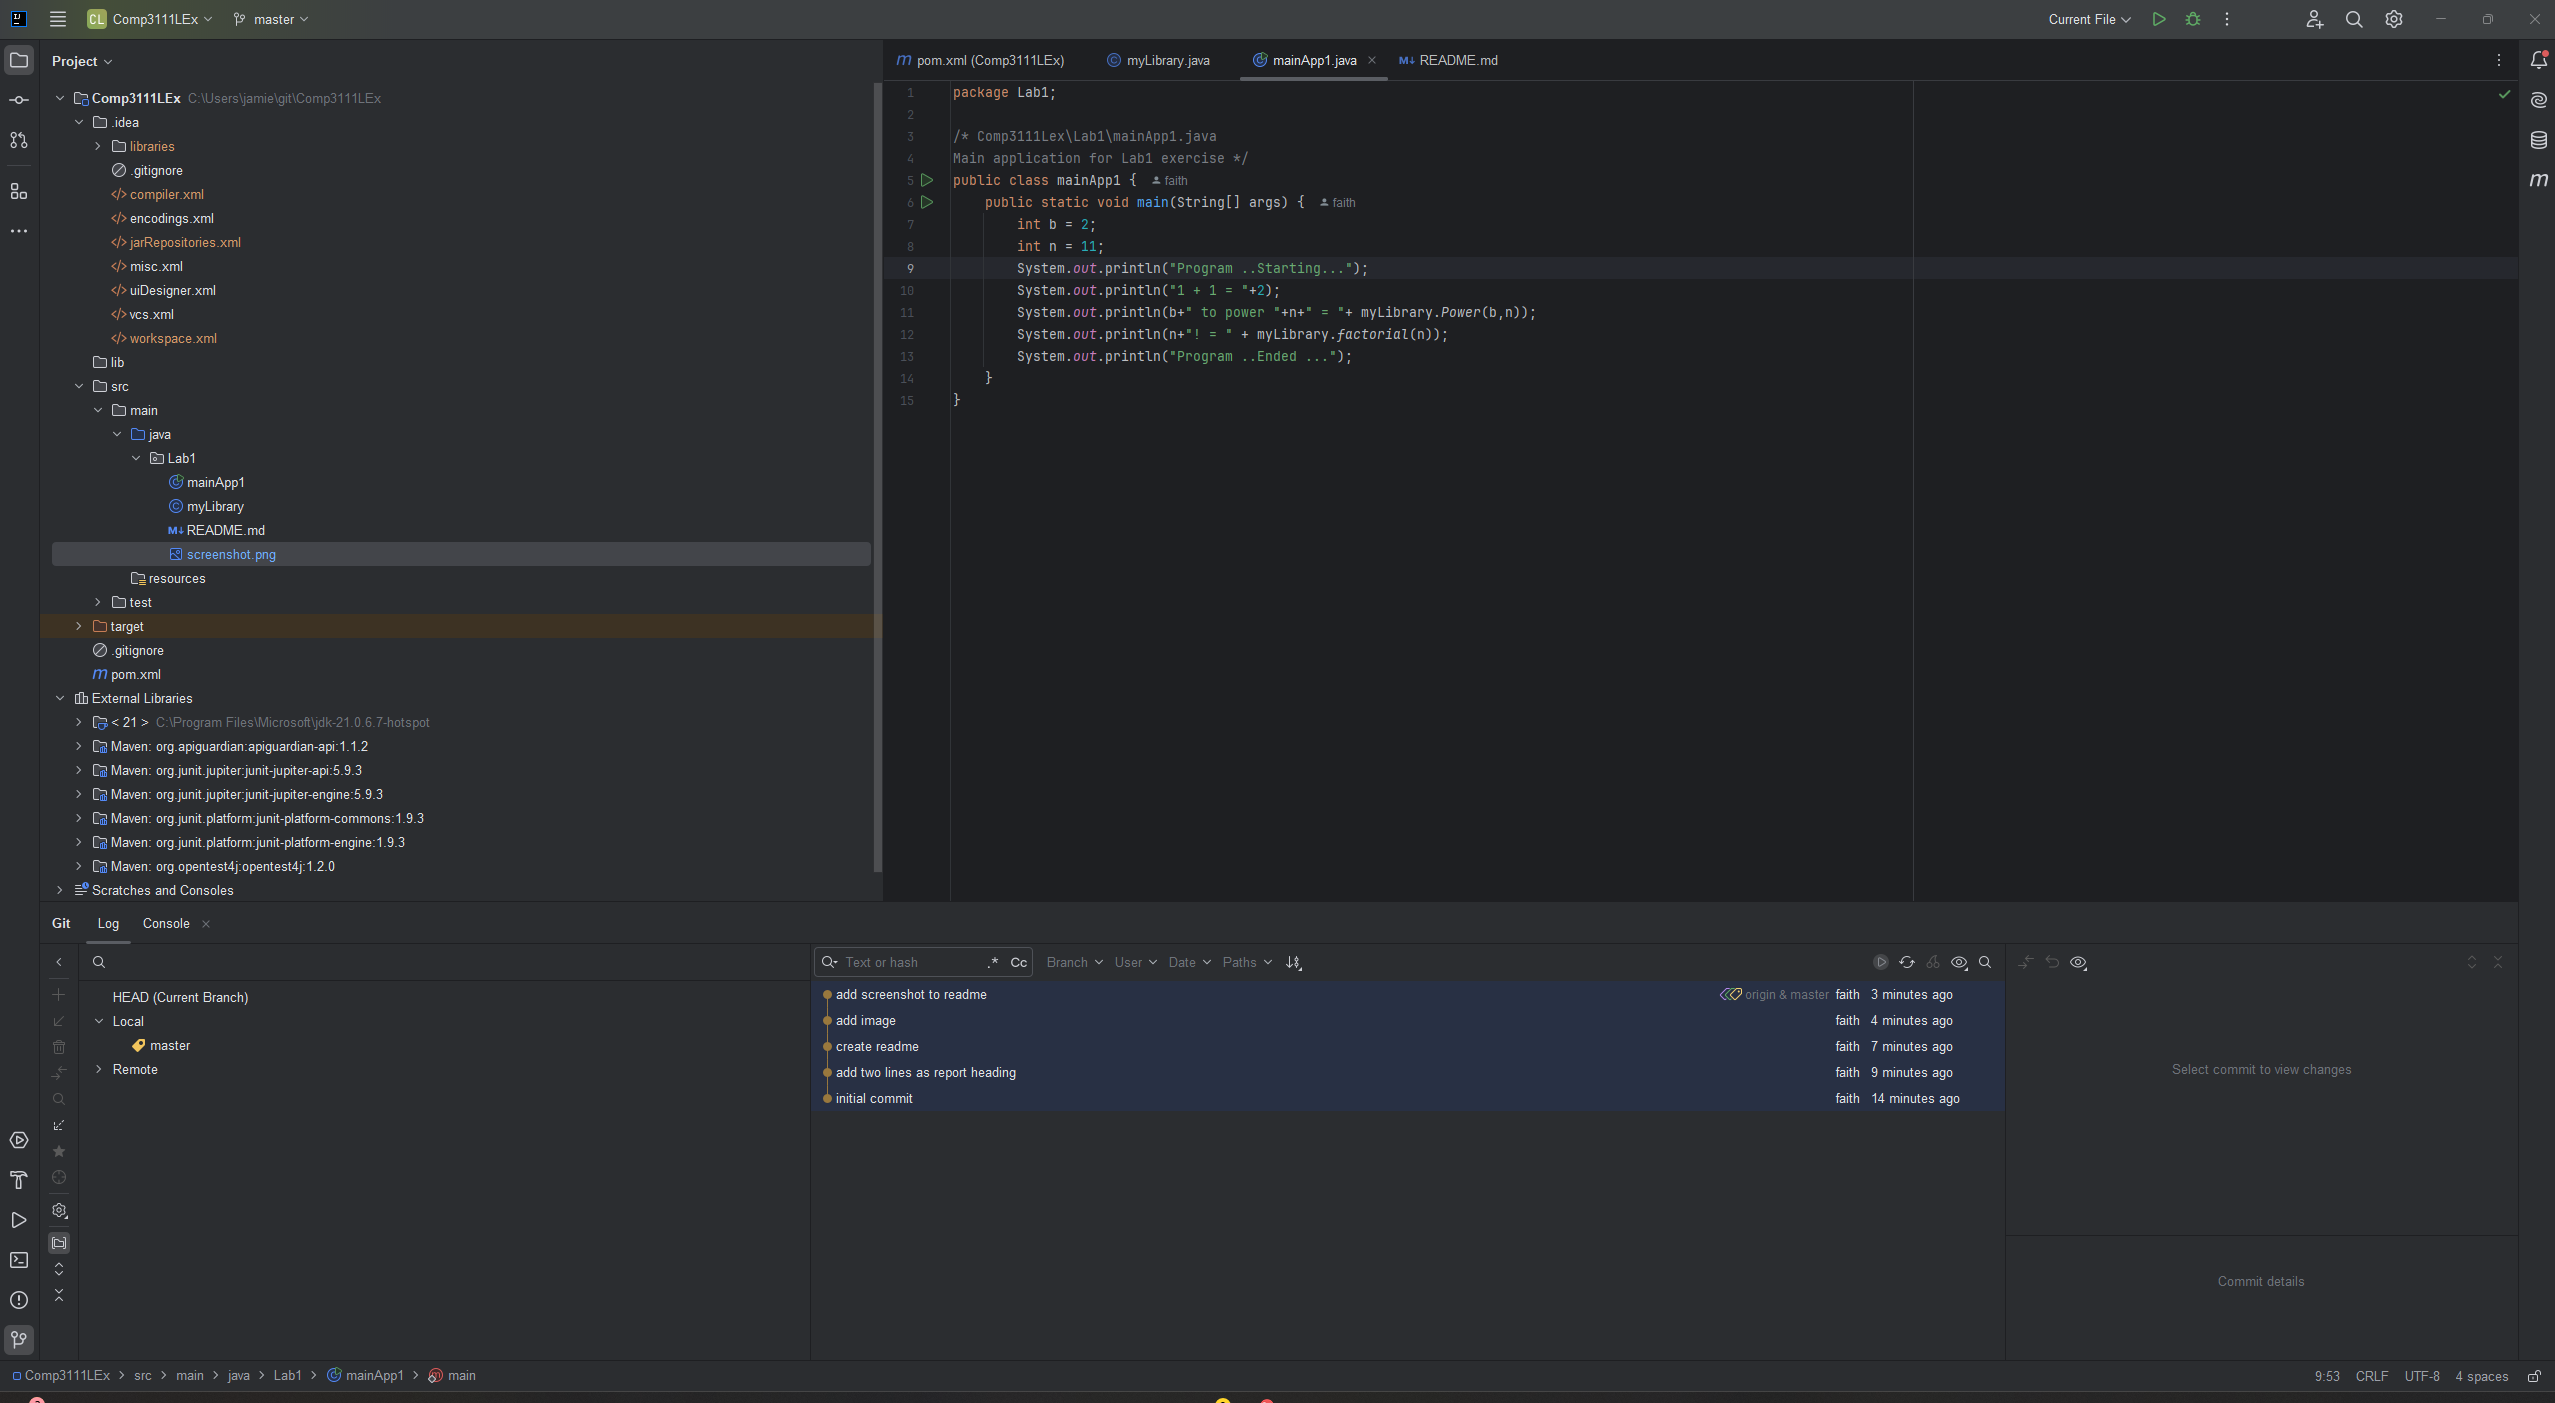 CL Comp3111LEx master Current File
Project
Comp3111LEx C:\Users\jamie\git\Comp3111LEx
.idea
libraries
.gitignore
compiler.xml
encodings.xml
jarRepositories.xml
misc.xml
uiDesigner.xml
vcs.xml
workspace.xml
lib
src
main
java
Lab1
mainApp1
myLibrary
README.md
screenshot.png
resources
test
target
.gitignore
pom.xml
External Libraries
< 21 > C:\Program Files\Microsoft\jdk-21.0.6.7-hotspot
Maven: org.apiguardian:apiguardian-api:1.1.2
Maven: org.junit.jupiter:junit-jupiter-api:5.9.3
Maven: org.junit.jupiter:junit-jupiter-engine:5.9.3
Maven: org.junit.platform:junit-platform-commons:1.9.3
Maven: org.junit.platform:junit-platform-engine:1.9.3
Maven: org.opentest4j:opentest4j:1.2.0
Scratches and Consoles
pom.xml (Comp3111LEx) myLibrary.java mainApp1.java README.md
1 package Lab1;
2
3 /* Comp3111Lex\Lab1\mainApp1.java
4 Main application for Lab1 exercise */
5 public class mainApp1 { faith
6 public static void main(String[] args) { faith
7 int b = 2;
8 int n = 11;
9 System.out.println("Program ..Starting...");
10 System.out.println("1 + 1 = "+2);
11 System.out.println(b+" to power "+n+" = "+ myLibrary.Power(b,n));
12 System.out.println(n+"! = " + myLibrary.factorial(n));
13 System.out.println("Program ..Ended ...");
14 }
15 }
Git Log Console
HEAD (Current Branch)
Local
master
Remote
Text or hash .* Cc Branch User Date Paths
add screenshot to readme origin & master faith 3 minutes ago
add image faith 4 minutes ago
create readme faith 7 minutes ago
add two lines as report heading faith 9 minutes ago
initial commit faith 14 minutes ago
Select commit to view changes
Commit details
Comp3111LEx > src > main > java > Lab1 > mainApp1 > main
9:53 CRLF UTF-8 4 spaces